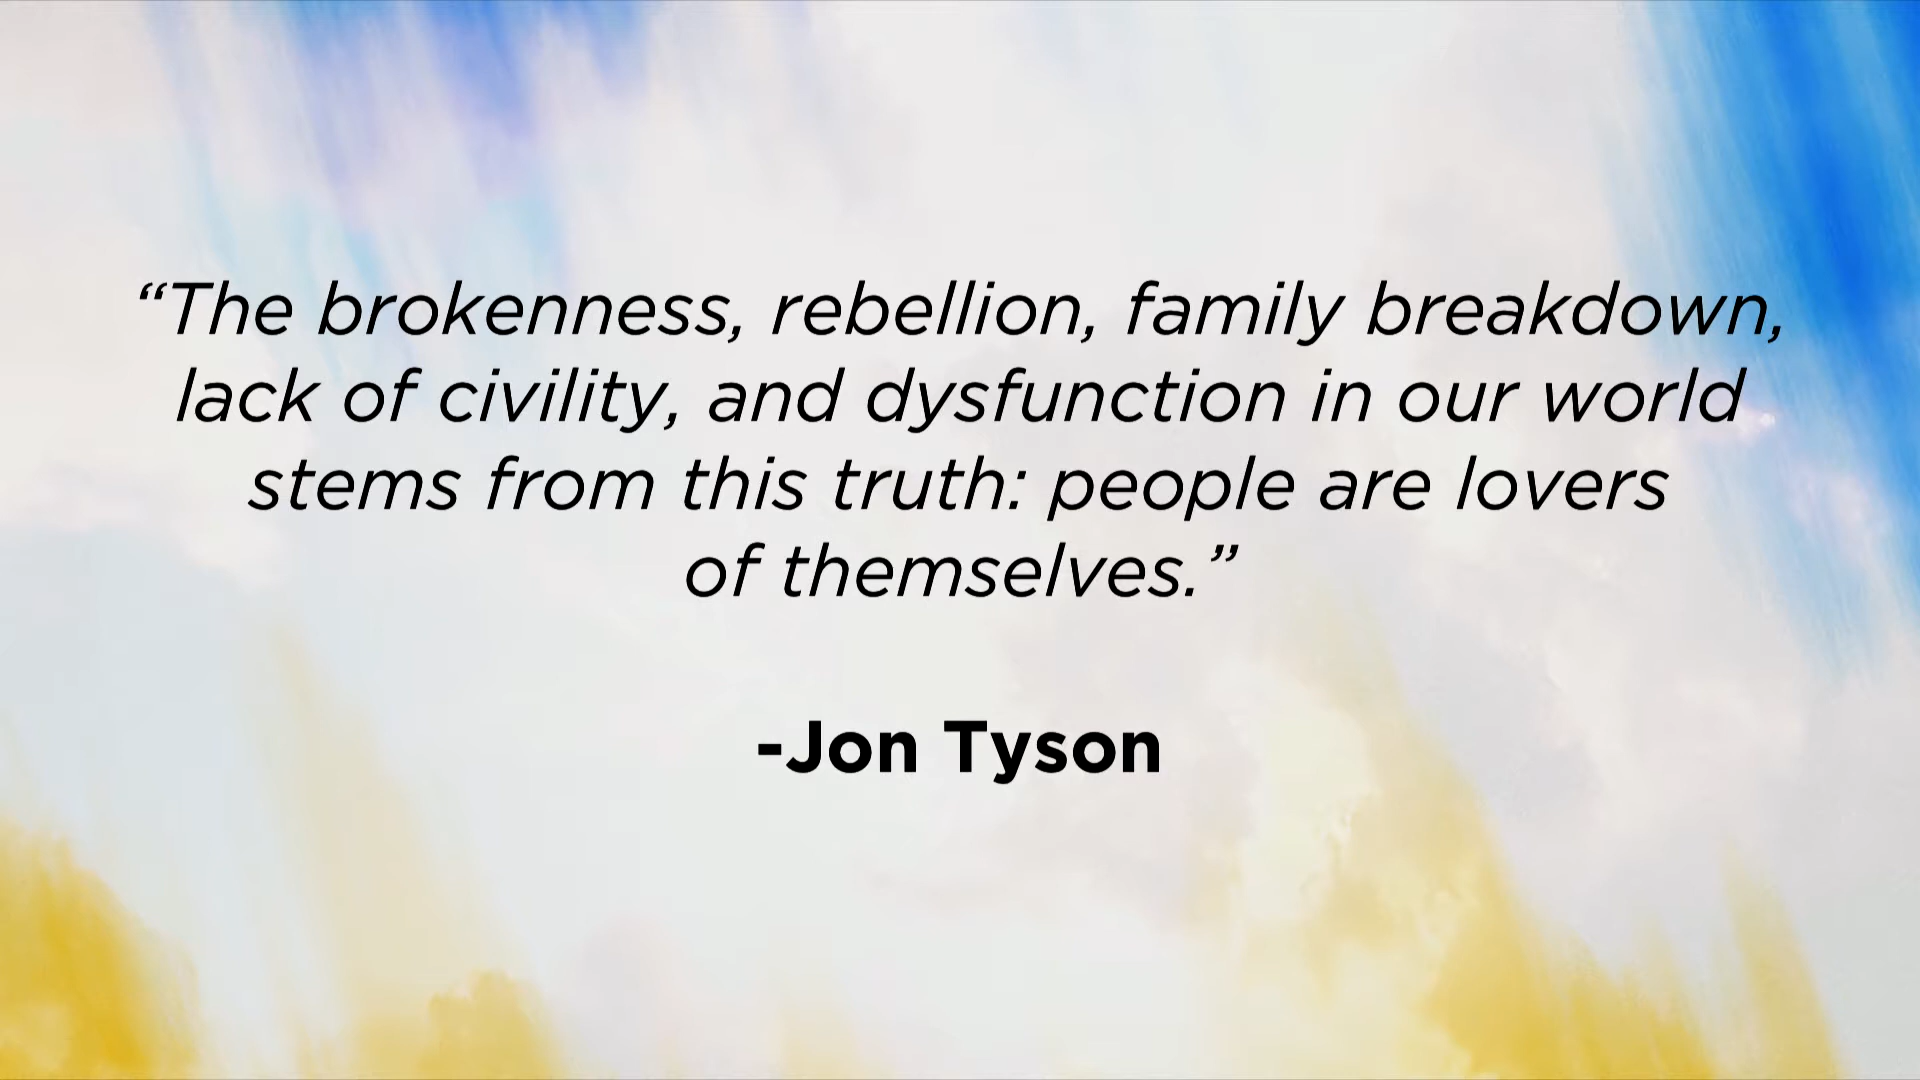 “The brokenness, rebellion, family breakdown,
lack of civility, and dysfunction in our world
stems from this truth: people are lovers
of themselves.”
-Jon Tyson